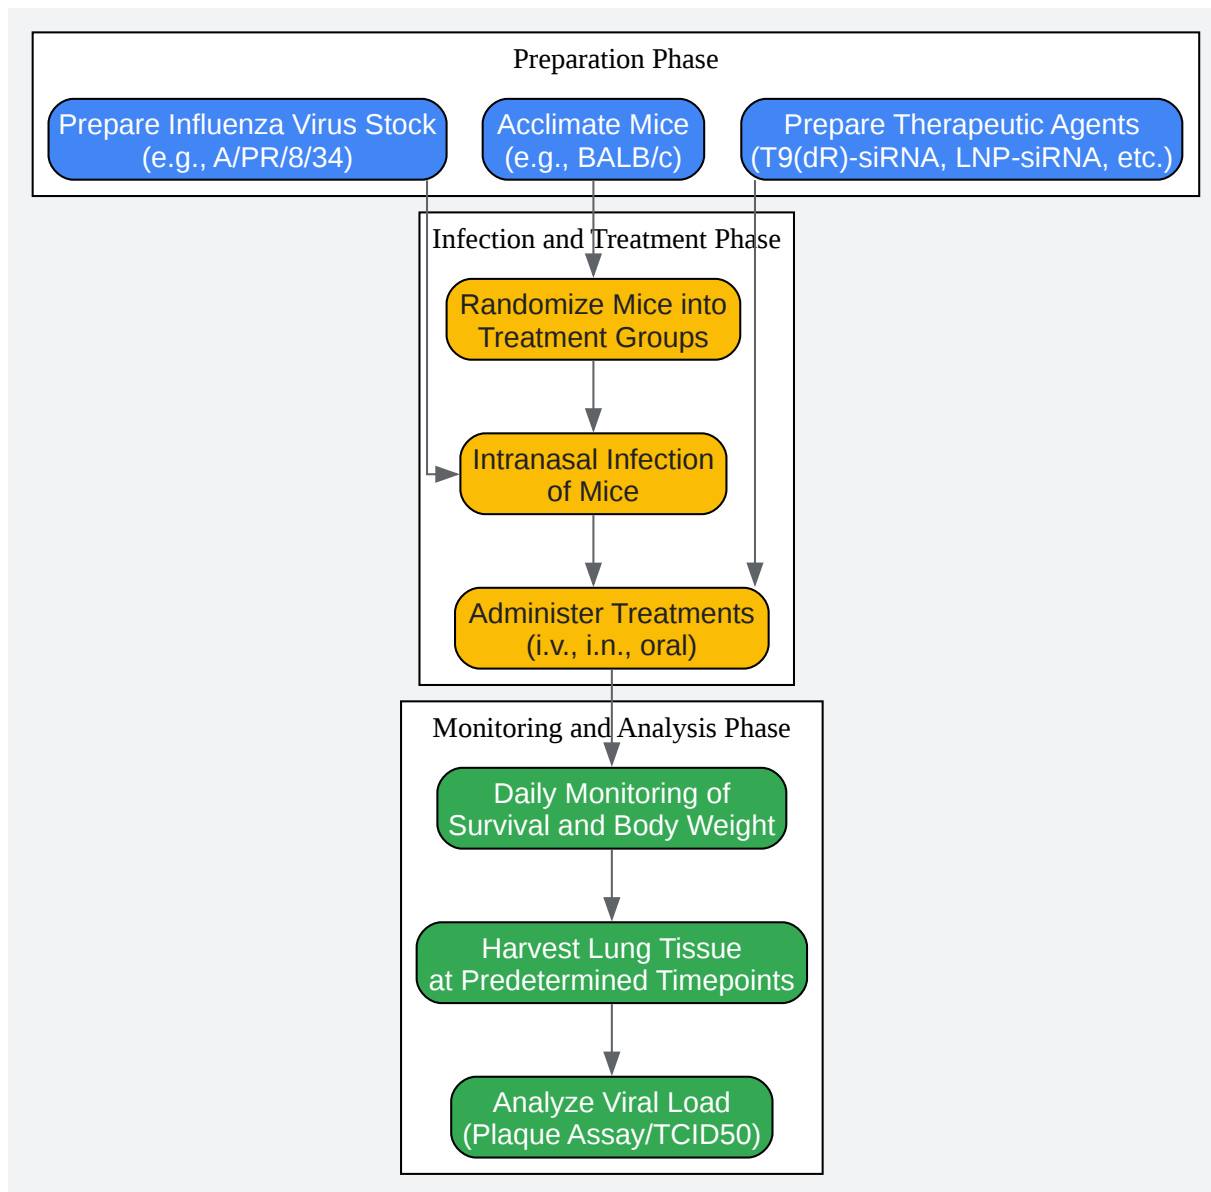 Preparation Phase
Prepare Influenza Virus Stock
(e.g., A/PR/8/34)
Acclimate Mice
(e.g., BALB/c)
Prepare Therapeutic Agents
(T9(dR)-siRNA, LNP-siRNA, etc.)
Infection and Treatment Phase
Randomize Mice into
Treatment Groups
Intranasal Infection
of Mice
Administer Treatments
(i.v., i.n., oral)
Monitoring and Analysis Phase
Daily Monitoring of
Survival and Body Weight
Harvest Lung Tissue
at Predetermined Timepoints
Analyze Viral Load
(Plaque Assay/TCID50)